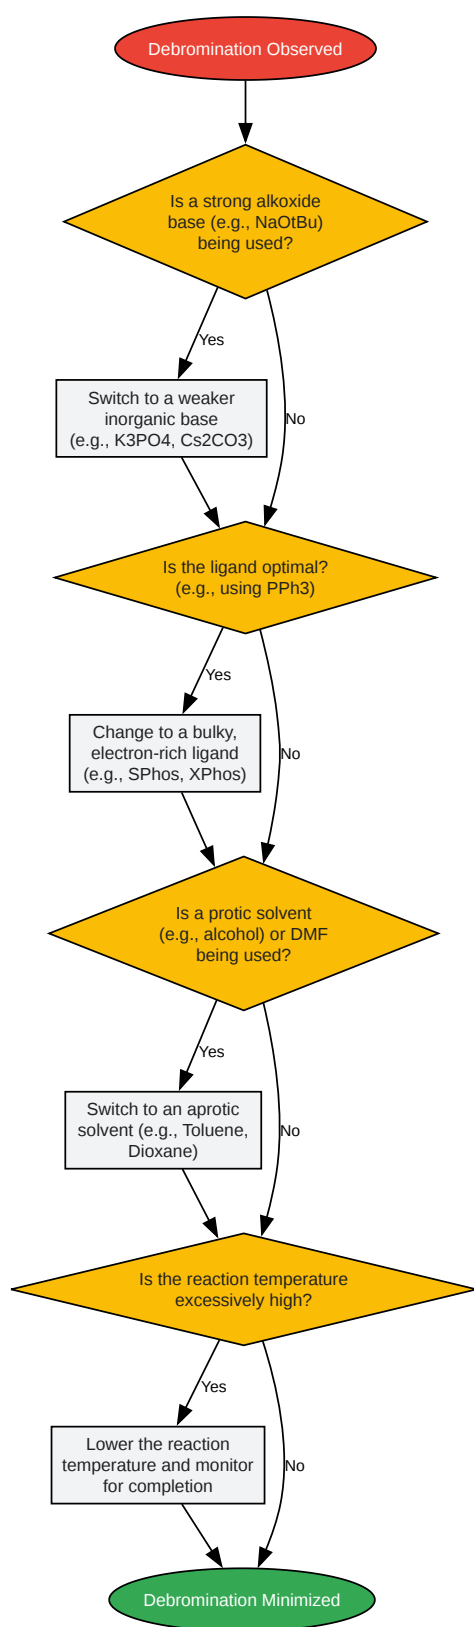 Debromination Observed
Is a strong alkoxide
base (e.g., NaOtBu)
being used?
Yes
No
Switch to a weaker
inorganic base
(e.g., K3PO4, Cs2CO3)
Is the ligand optimal?
(e.g., using PPh3)
Yes
No
Change to a bulky,
electron-rich ligand
(e.g., SPhos, XPhos)
Is a protic solvent
(e.g., alcohol) or DMF
being used?
Yes
No
Switch to an aprotic
solvent (e.g., Toluene,
Dioxane)
Is the reaction temperature
excessively high?
Yes
No
Lower the reaction
temperature and monitor
for completion
Debromination Minimized